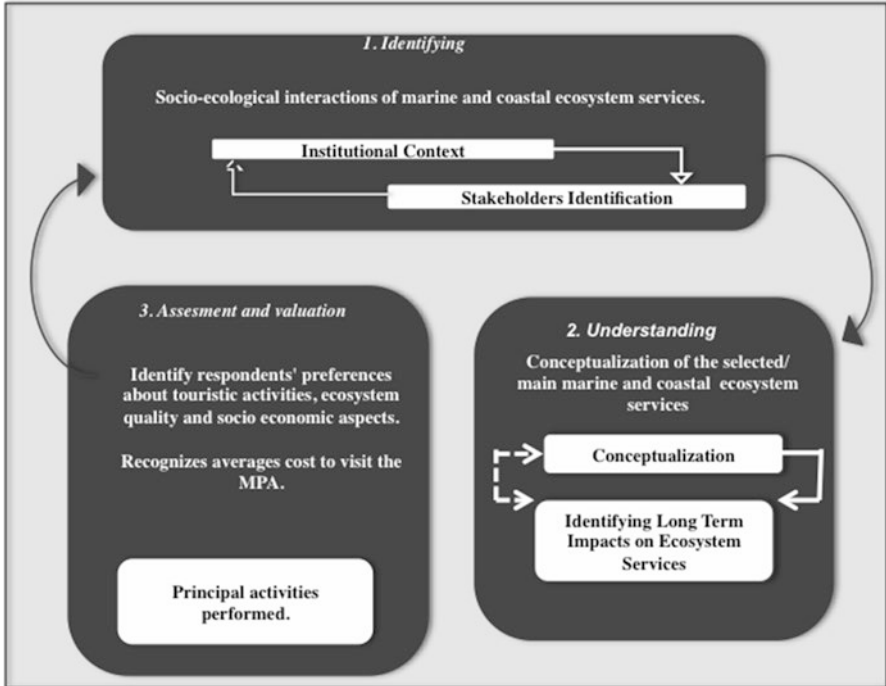 1. Identifying
Socio-ecological interactions of marine and coastal ecosystem services.
Institutional Context
Stakeholders Identification
2. Understanding
Conceptualization of the selected/
main marine and coastal ecosystem
services
Conceptualization
Identifying Long Term
Impacts on Ecosystem
Services
3. Assesment and valuation
Identify respondents' preferences
about touristic activities, ecosystem
quality and socio economic aspects.
Recognizes averages cost to visit the
MPA.
Principal activities
performed.